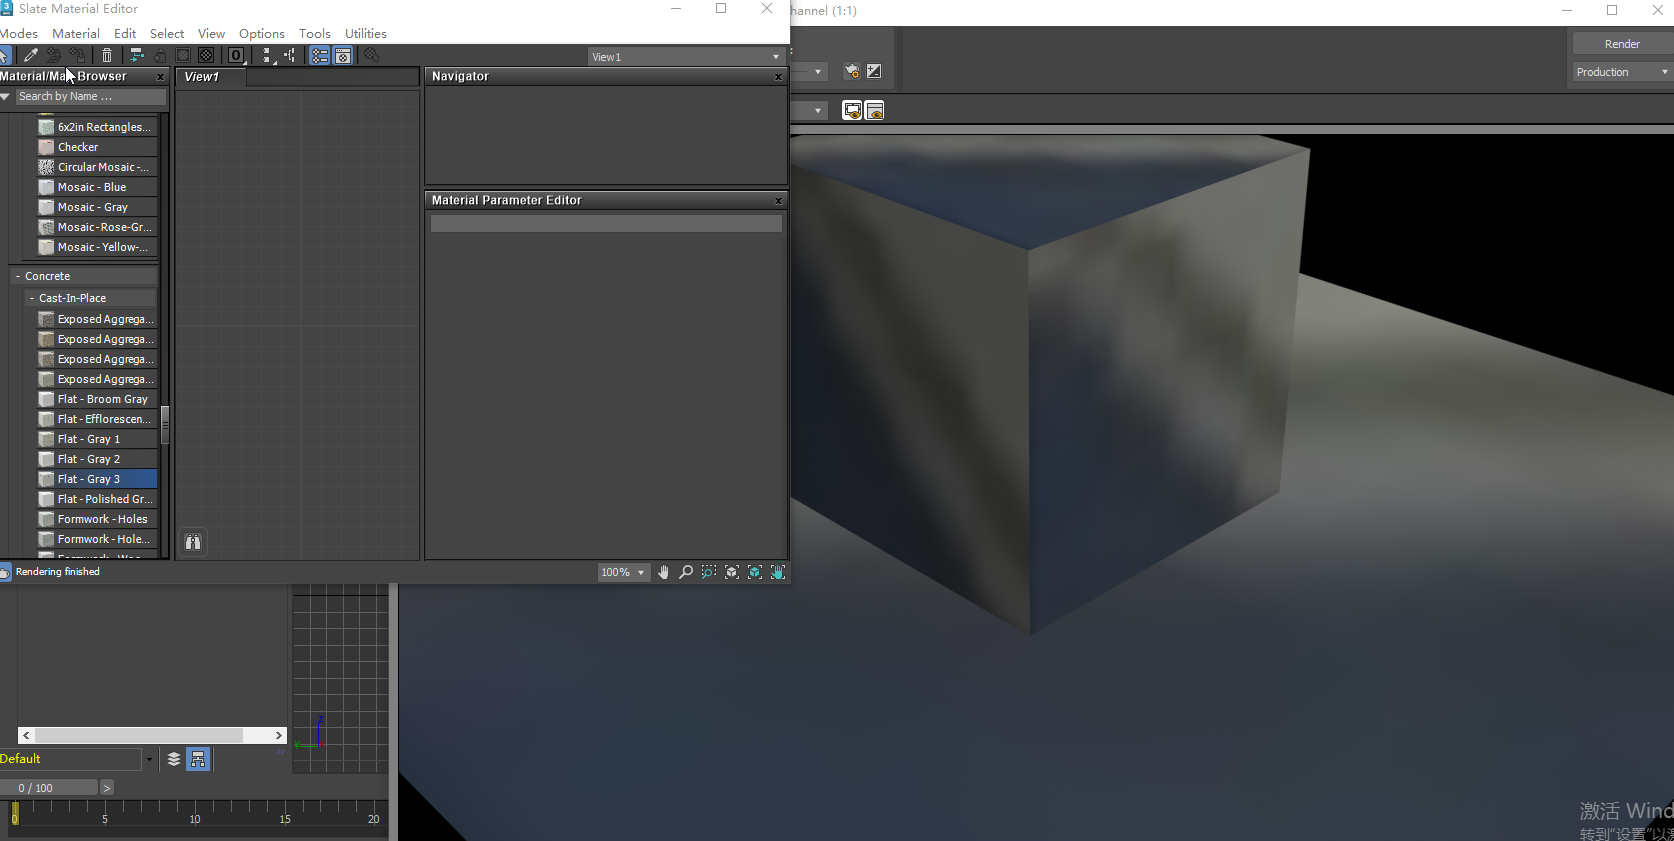 Slate Material Editor
hannel (1:1)
Modes Material Edit Select View Options Tools Utilities
0
View1
Render
Production
Material/Ma Browser
Search by Name ...
View1
Navigator
6x2in Rectangles...
Checker
Circular Mosaic -...
Mosaic - Blue
Mosaic - Gray
Mosaic - Rose-Gr...
Mosaic - Yellow-...
- Concrete
- Cast-In-Place
Exposed Aggrega...
Exposed Aggrega...
Exposed Aggrega...
Exposed Aggrega...
Flat - Broom Gray
Flat - Efflorescen...
Flat - Gray 1
Flat - Gray 2
Flat - Gray 3
Flat - Polished Gr...
Formwork - Holes
Formwork - Hole...
Material Parameter Editor
Rendering finished
100%
Z
Y
Default
0 / 100
>
0 5 10 15 20
激活 Wind
转到"设置"以激